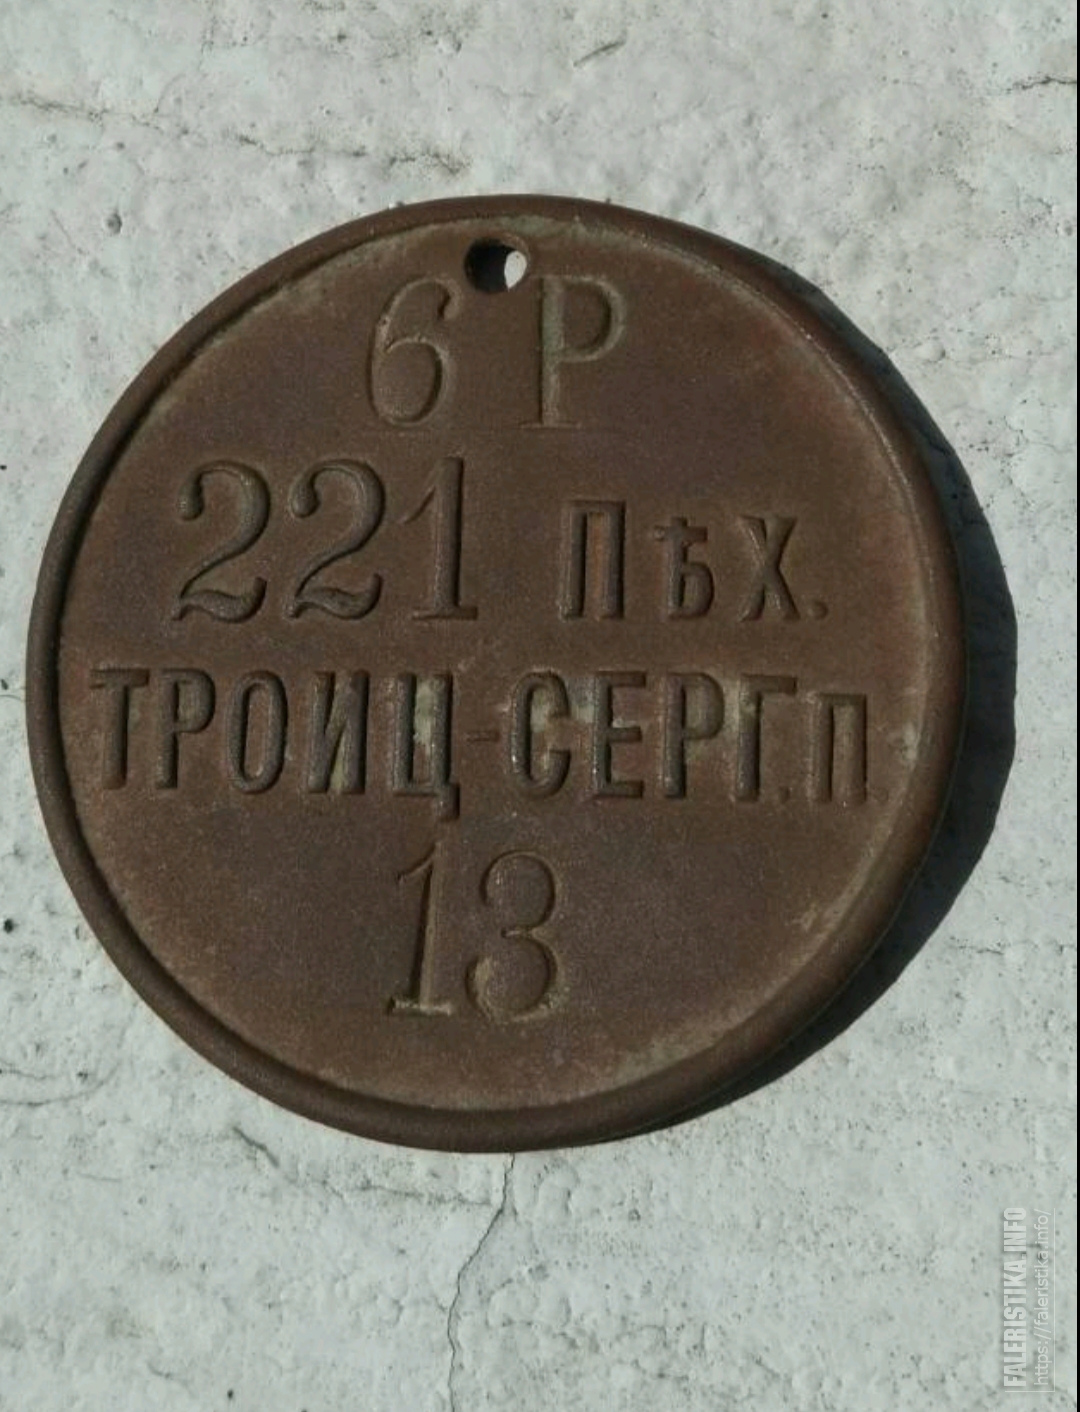 6 Р
221 ПѢХ.
ТРОИЦ-СЕРГ.П.
13
FALERISTIKA.INFO
https://faleristika.info/